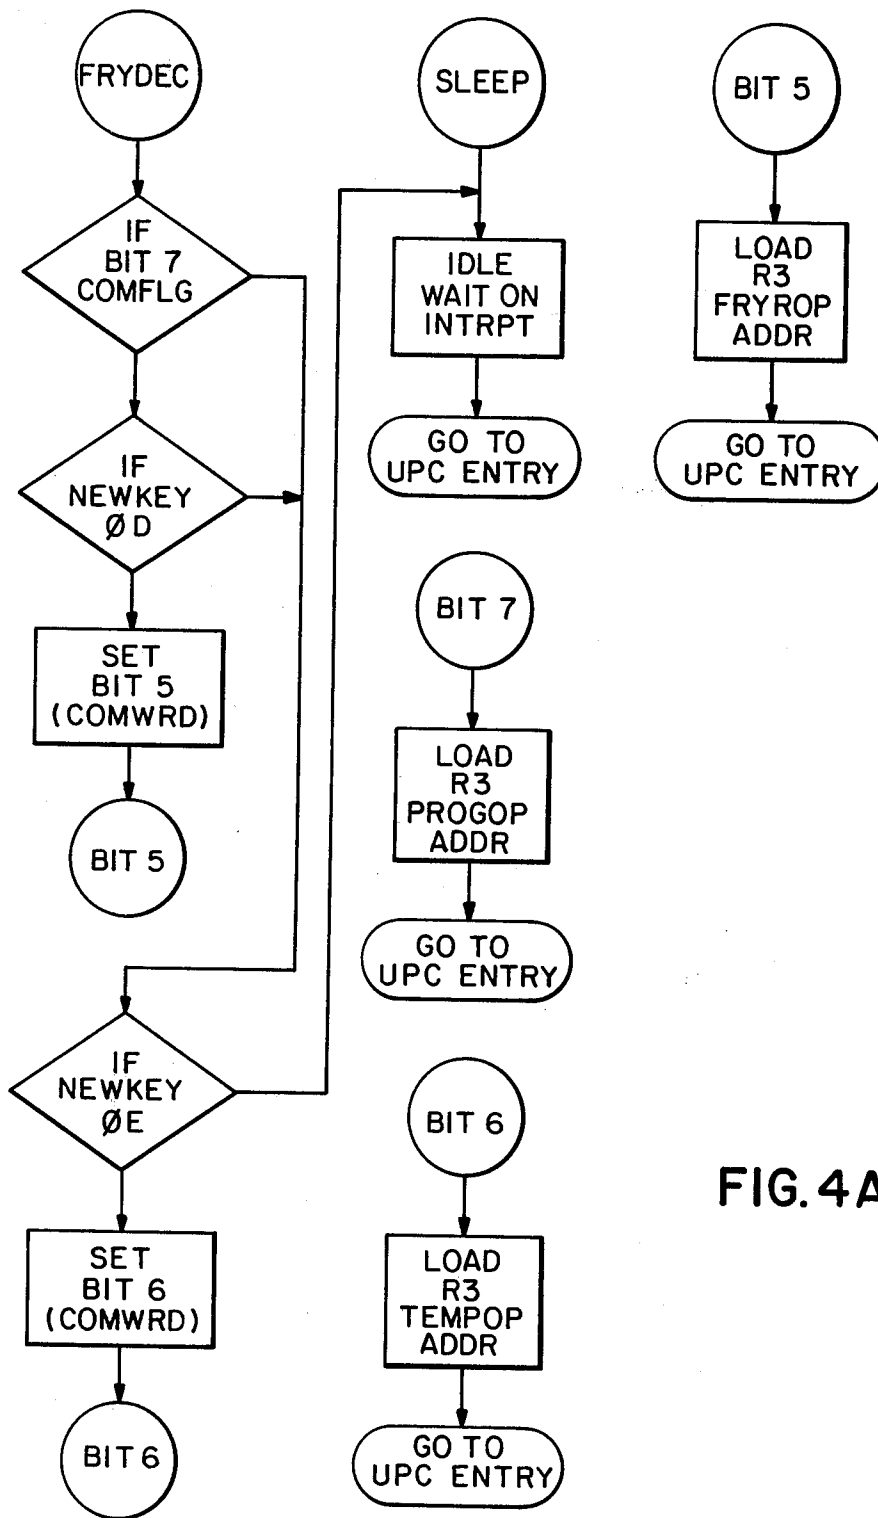 FRYDEC
IF
BIT 7
COMFLG
IF
NEWKEY
ØD
SET
BIT 5
(COMWRD)
BIT 5
IF
NEWKEY
ØE
SET
BIT 6
(COMWRD)
BIT 6
SLEEP
IDLE
WAIT ON
INTRPT
GO TO
UPC ENTRY
BIT 7
LOAD
R3
PROGOP
ADDR
GO TO
UPC ENTRY
BIT 6
LOAD
R3
TEMPOP
ADDR
GO TO
UPC ENTRY
BIT 5
LOAD
R3
FRYROP
ADDR
GO TO
UPC ENTRY
FIG. 4A